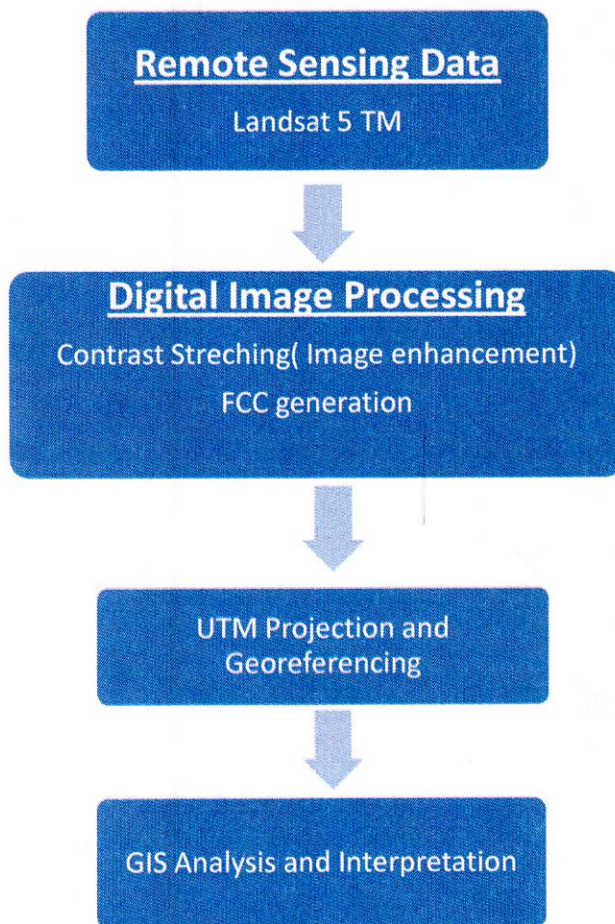 Remote Sensing Data
Landsat 5 TM
Digital Image Processing
Contrast Streching( Image enhancement)
FCC generation
UTM Projection and
Georeferencing
GIS Analysis and Interpretation